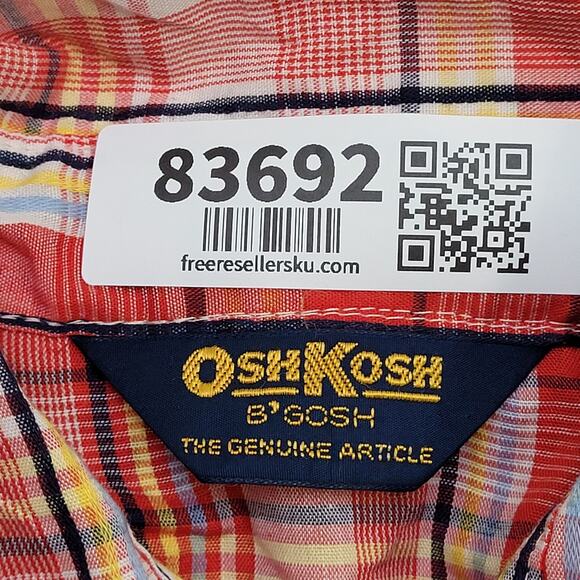 83692
freeresellersku.com
OSHKOSH
B'GOSH
THE GENUINE ARTICLE